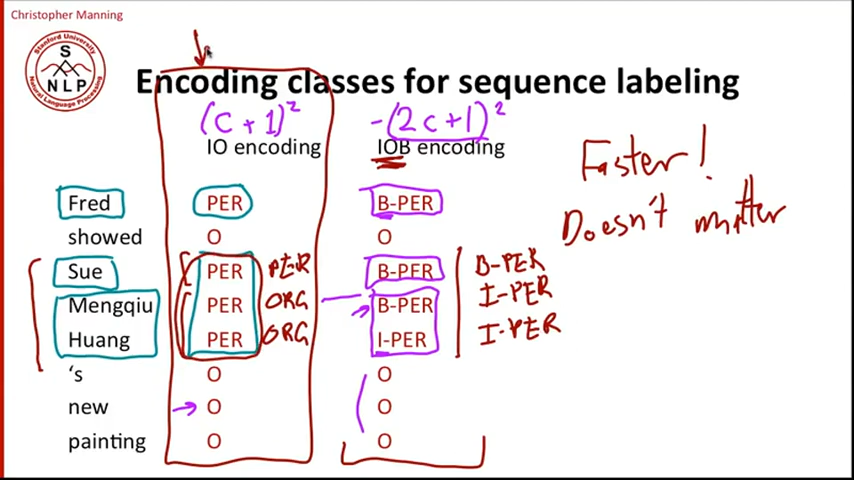 Christopher Manning
Stanford University
S
NLP
Natural Language Processing
Encoding classes for sequence labeling
(C + 1)² -(2c+1)²
IO encoding IOB encoding
Faster!
Doesn't matter
Fred PER B-PER
showed O O
Sue PER PER B-PER B-PER
Mengqiu PER ORG B-PER I-PER
Huang PER ORG I-PER I-PER
's O O
new O O
painting O O